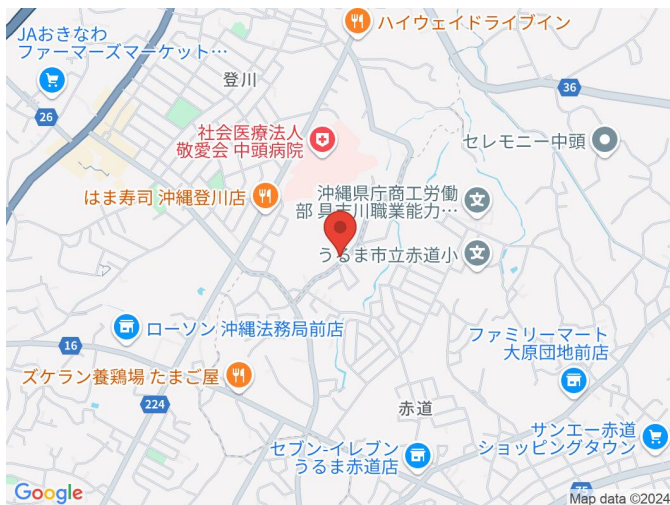 ハイウェイドライブイン
JAおきなわ
ファーマーズマーケット…
登川
36
26
社会医療法人
敬愛会 中頭病院
セレモニー中頭
はま寿司 沖縄登川店
沖縄県庁商工労働
部 具志川職業能力…
うるま市立赤道小
ローソン 沖縄法務局前店
16
ファミリーマート
大原団地前店
ズケラン養鶏場 たまご屋
224
赤道
サンエー赤道
ショッピングタウン
セブン-イレブン
うるま赤道店
75
Google
Map data ©2024